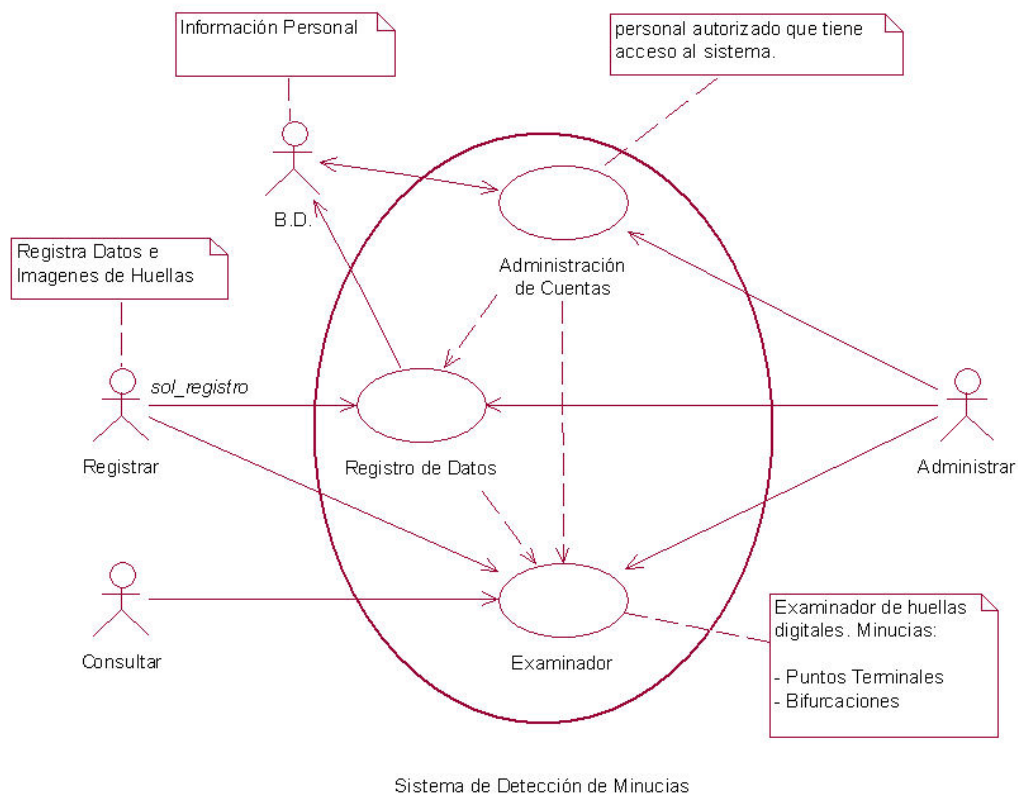 Información Personal
personal autorizado que tiene
acceso al sistema.
B.D.
Registra Datos e
Imagenes de Huellas
Administración
de Cuentas
sol_registro
Registrar
Registro de Datos
Administrar
Consultar
Examinador
Examinador de huellas
digitales. Minucias:
- Puntos Terminales
- Bifurcaciones
Sistema de Detección de Minucias